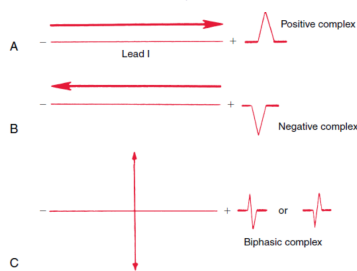 Positive complex
A
− +
Lead I
− +
Negative complex
B
− + or
Biphasic complex
C